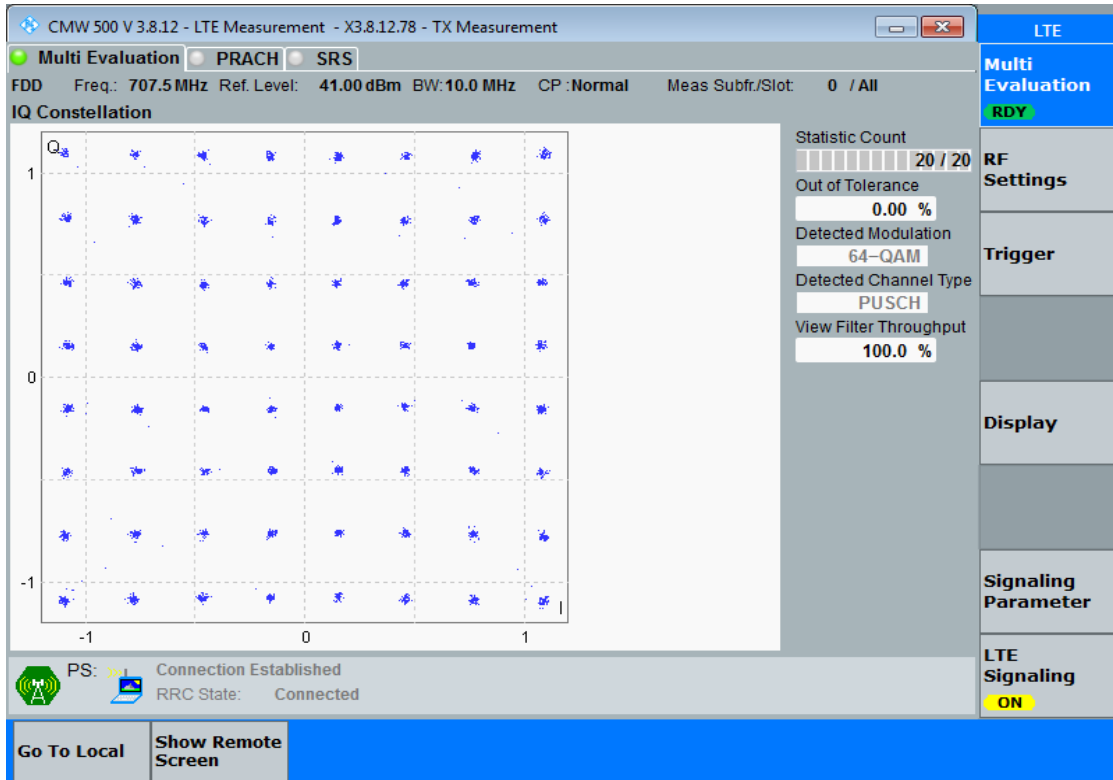 CMW 500 V 3.8.12 - LTE Measurement - X3.8.12.78 - TX Measurement
LTE
Multi Evaluation PRACH SRS
FDD Freq.: 707.5 MHz Ref. Level: 41.00 dBm BW: 10.0 MHz CP : Normal Meas Subfr./Slot: 0 / All
IQ Constellation
Q
1
0
-1
I
-1 0 1
Statistic Count
20 / 20
Out of Tolerance
0.00 %
Detected Modulation
64-QAM
Detected Channel Type
PUSCH
View Filter Throughput
100.0 %
Multi
Evaluation
RDY
RF
Settings
Trigger
Display
Signaling
Parameter
LTE
Signaling
ON
PS: Connection Established
RRC State: Connected
Go To Local
Show Remote
Screen